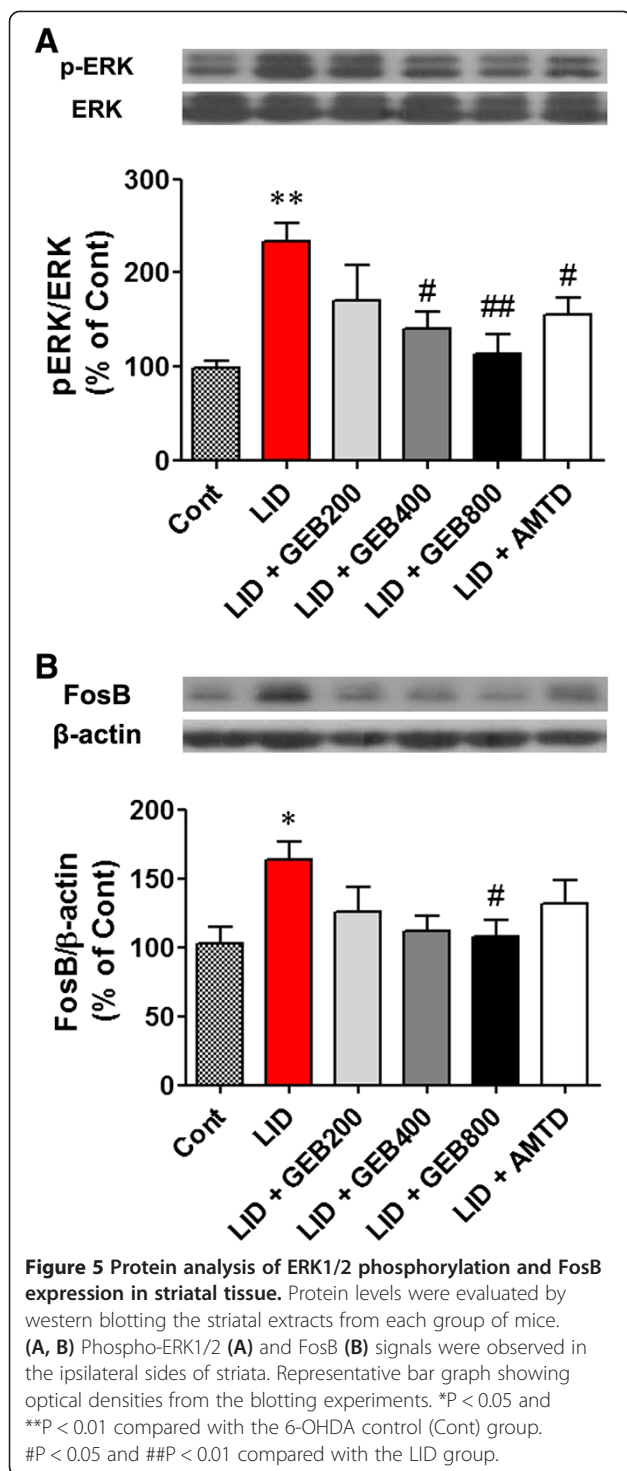 A
p-ERK
ERK
300
200
100
0
pERK/ERK
(% of Cont)
**
#
##
#
Cont
LID
LID + GEB200
LID + GEB400
LID + GEB800
LID + AMTD
B
FosB
β-actin
200
150
100
50
0
FosB/β-actin
(% of Cont)
*
#
Cont
LID
LID + GEB200
LID + GEB400
LID + GEB800
LID + AMTD
Figure 5 Protein analysis of ERK1/2 phosphorylation and FosB
expression in striatal tissue. Protein levels were evaluated by
western blotting the striatal extracts from each group of mice.
(A, B) Phospho-ERK1/2 (A) and FosB (B) signals were observed in
the ipsilateral sides of striata. Representative bar graph showing
optical densities from the blotting experiments. *P < 0.05 and
**P < 0.01 compared with the 6-OHDA control (Cont) group.
#P < 0.05 and ##P < 0.01 compared with the LID group.